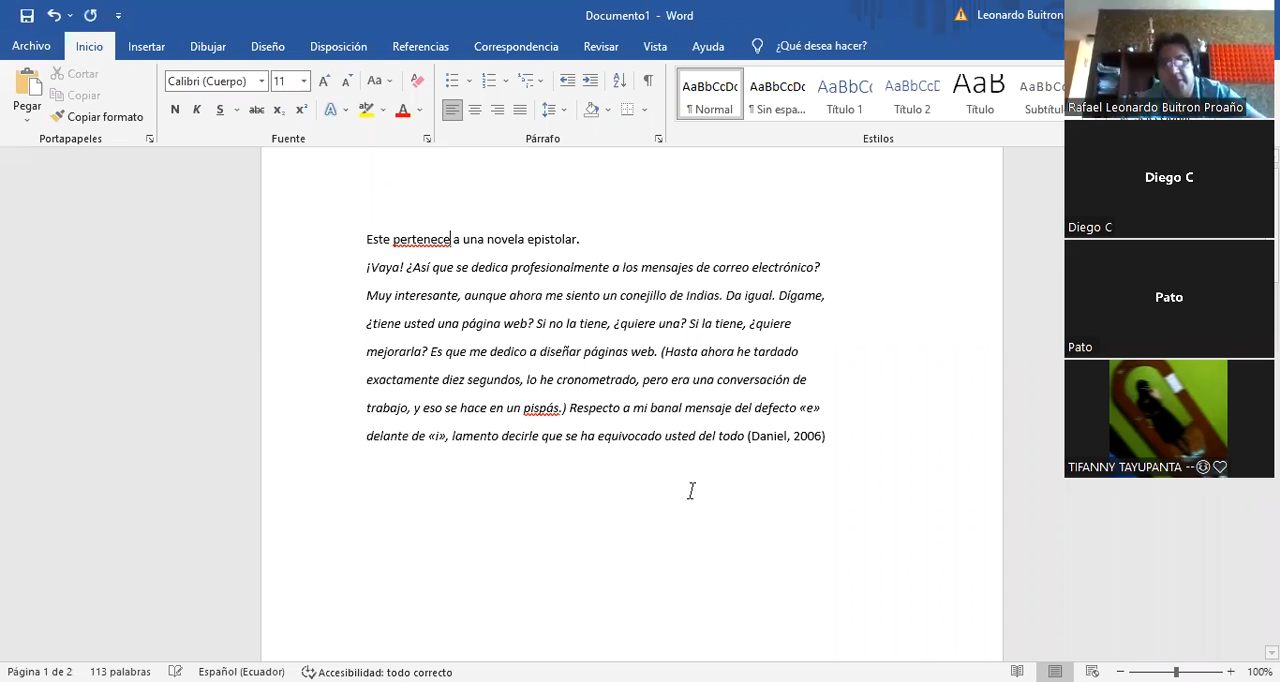 Documento1 - Word
Leonardo Buitron
Archivo Inicio Insertar Dibujar Diseño Disposición Referencias Correspondencia Revisar Vista Ayuda ¿Qué desea hacer?
Pegar
Cortar
Copiar
Copiar formato
Portapapeles
Calibri (Cuerpo) 11
N K S abc x₂ x²
Fuente
Párrafo
AaBbCcDc AaBbCcDc AaBbC( AaBbCcD AaB AaBbCc
¶ Normal ¶ Sin espa... Título 1 Título 2 Título Subtítul
Estilos
Este pertenece a una novela epistolar.
¡Vaya! ¿Así que se dedica profesionalmente a los mensajes de correo electrónico?
Muy interesante, aunque ahora me siento un conejillo de Indias. Da igual. Dígame,
¿tiene usted una página web? Si no la tiene, ¿quiere una? Si la tiene, ¿quiere
mejorarla? Es que me dedico a diseñar páginas web. (Hasta ahora he tardado
exactamente diez segundos, lo he cronometrado, pero era una conversación de
trabajo, y eso se hace en un pispás.) Respecto a mi banal mensaje del defecto «e»
delante de «i», lamento decirle que se ha equivocado usted del todo (Daniel, 2006)
Rafael Leonardo Buitron Proaño
Diego C
Diego C
Pato
Pato
TIFANNY TAYUPANTA --
Página 1 de 2 113 palabras Español (Ecuador) Accesibilidad: todo correcto 100%